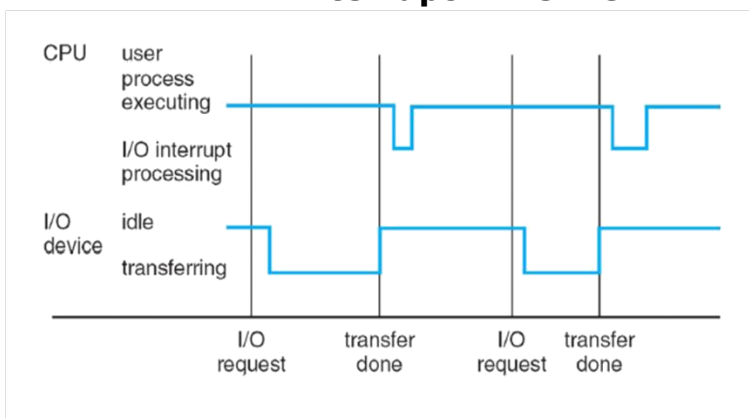 CPU
user
process
executing
I/O interrupt
processing
I/O
device
idle
transferring
I/O
request
transfer
done
I/O
request
transfer
done